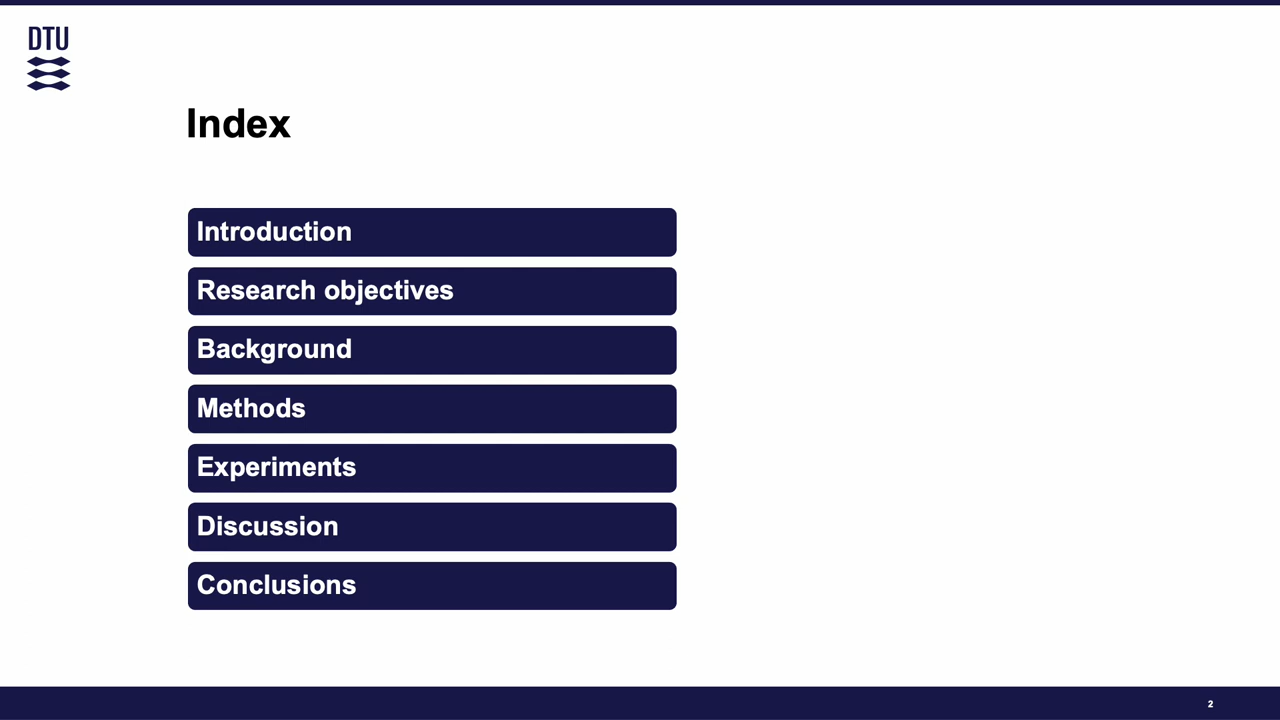 DTU
Index
Introduction
Research objectives
Background
Methods
Experiments
Discussion
Conclusions
2